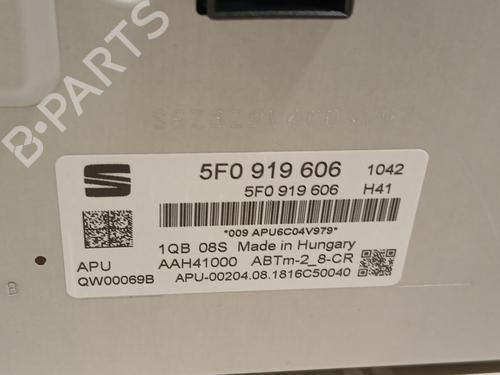 B-PARTS
5F0 919 606 1042
5F0 919 606 H41
*009 APU6C04V979*
1QB 08S Made in Hungary
APU AAH41000 ABTm-2_8-CR
QW00069B APU-00204.08.1816C50040
B